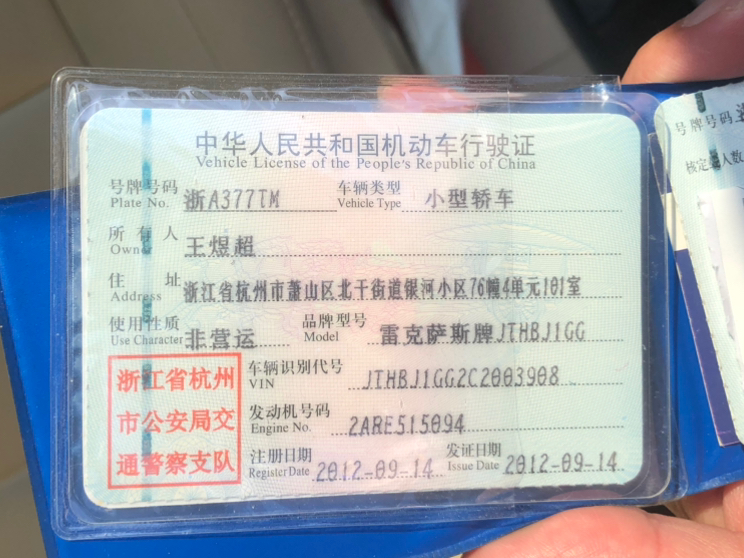 中华人民共和国机动车行驶证
Vehicle License of the People's Republic of China
号牌号码 浙A377TM 车辆类型 小型轿车
Plate No. Vehicle Type
所有人 王煜超
Owner
住址 浙江省杭州市萧山区北干街道银河小区76幢4单元101室
Address
使用性质 非营运 品牌型号 雷克萨斯牌JTHBJ1GG
Use Character Model
浙江省杭州
市公安局交
通警察支队
车辆识别代号 JTHBJ1GG2C2003908
VIN
发动机号码 2ARE515094
Engine No.
注册日期 2012-09-14 发证日期 2012-09-14
Register Date Issue Date
号牌号码
核定 人数